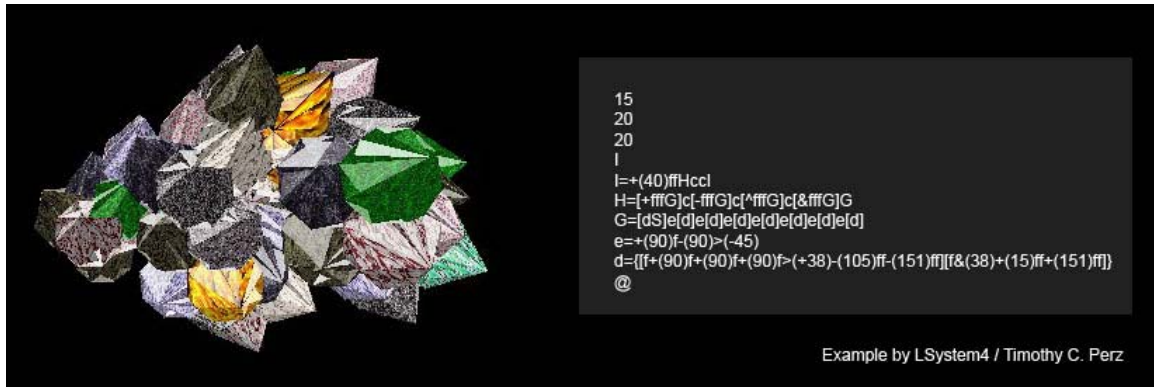 15
20
20
I
I=+(40)ffHccI
H=[+fffG]c[-fffG]c[^fffG]c[&fffG]G
G=[dS]e[d]e[d]e[d]e[d]e[d]e[d]e[d]
e=+(90)f-(90)>(-45)
d={[[f+(90)f+(90)f+(90)f>(+38)-(105)ff-(151)ff][f&(38)+(15)ff+(151)ff]}
@
Example by LSystem4 / Timothy C. Perz